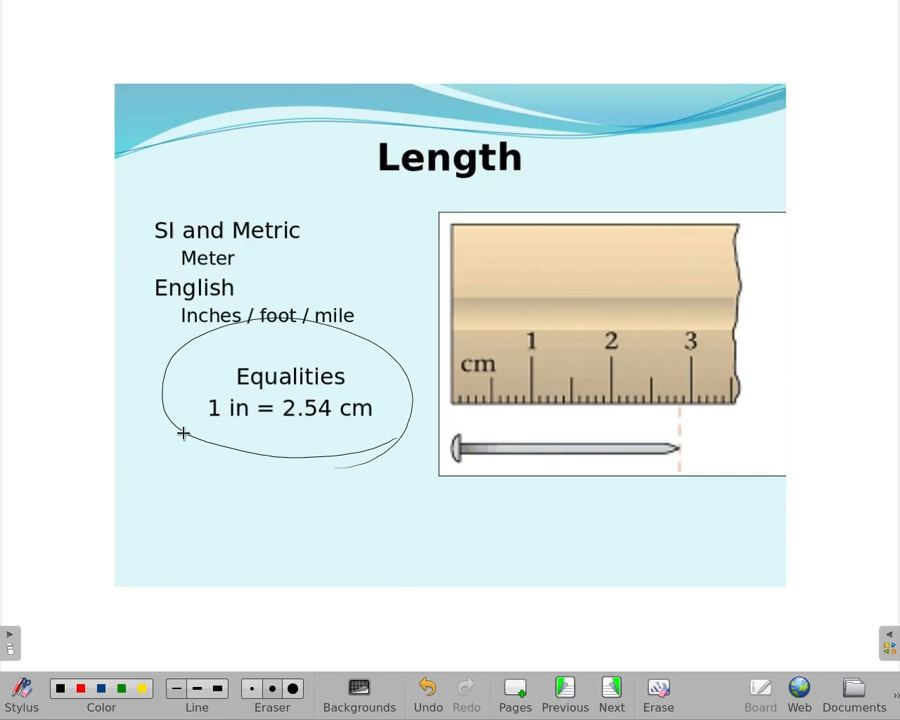 Length
SI and Metric
Meter
English
Inches / foot / mile
Equalities
1 in = 2.54 cm
1 2 3
cm
Stylus Color Line Eraser Backgrounds Undo Redo Pages Previous Next Erase Board Web Documents